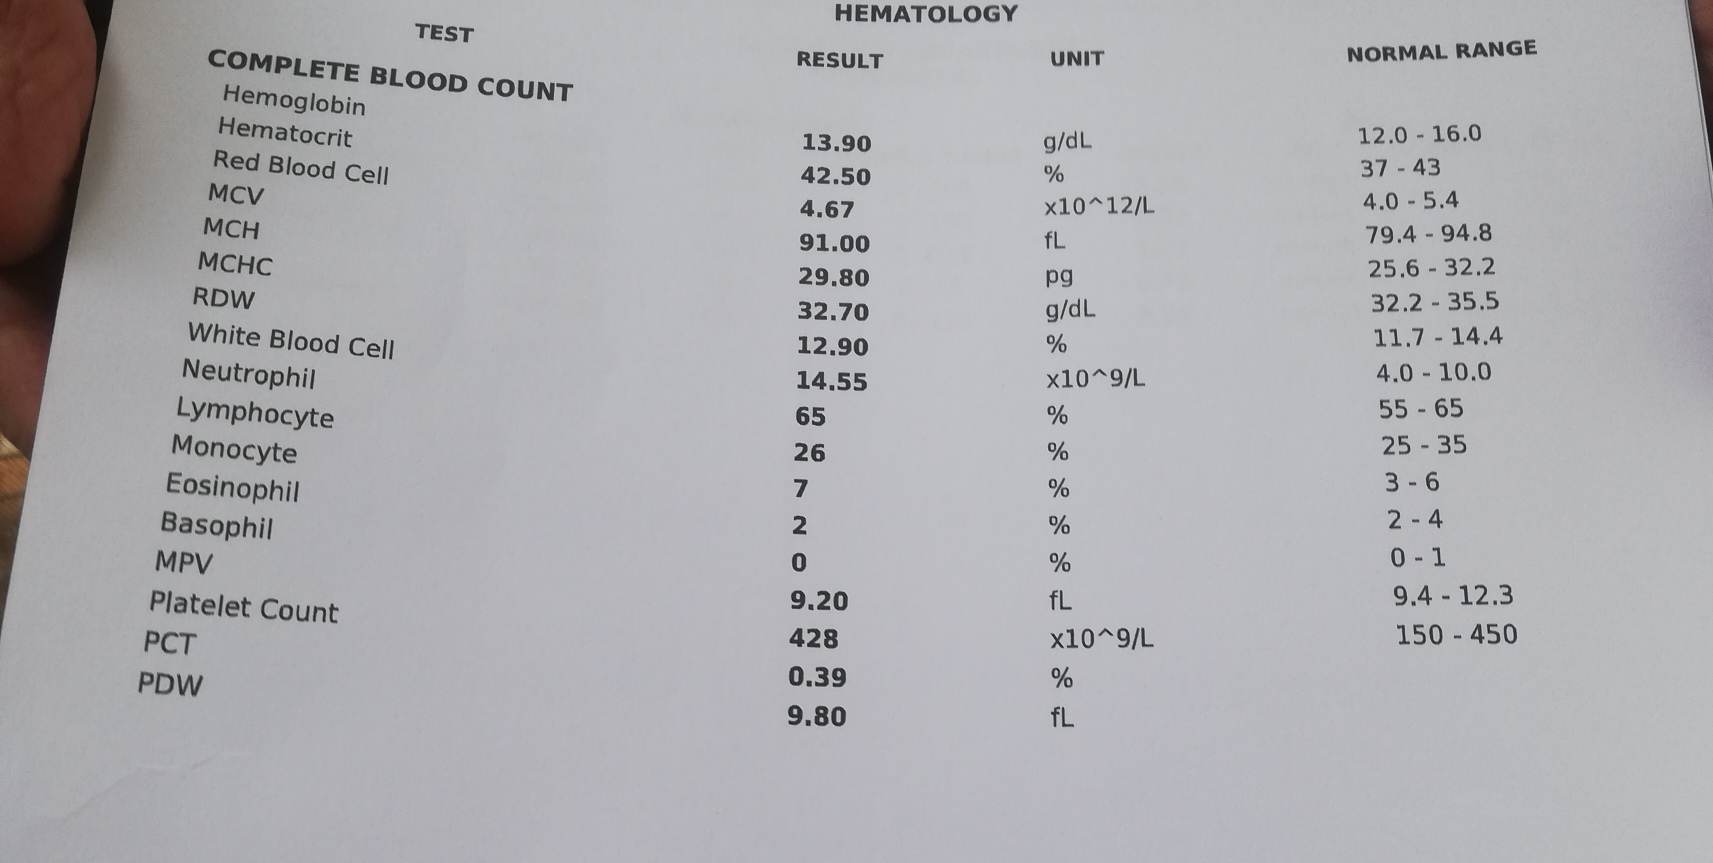 HEMATOLOGY
TEST RESULT UNIT NORMAL RANGE
COMPLETE BLOOD COUNT
Hemoglobin 13.90 g/dL 12.0 - 16.0
Hematocrit 42.50 % 37 - 43
Red Blood Cell 4.67 x10^12/L 4.0 - 5.4
MCV 91.00 fL 79.4 - 94.8
MCH 29.80 pg 25.6 - 32.2
MCHC 32.70 g/dL 32.2 - 35.5
RDW 12.90 % 11.7 - 14.4
White Blood Cell 14.55 x10^9/L 4.0 - 10.0
Neutrophil 65 % 55 - 65
Lymphocyte 26 % 25 - 35
Monocyte 7 % 3 - 6
Eosinophil 2 % 2 - 4
Basophil 0 % 0 - 1
MPV 9.20 fL 9.4 - 12.3
Platelet Count 428 x10^9/L 150 - 450
PCT 0.39 %
PDW 9.80 fL